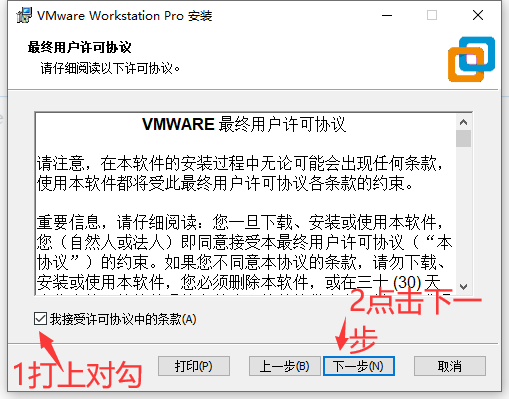 VMware Workstation Pro 安装
最终用户许可协议
请仔细阅读以下许可协议。
VMWARE 最终用户许可协议
请注意，在本软件的安装过程中无论可能会出现任何条款，
使用本软件都将受此最终用户许可协议各条款的约束。
重要信息，请仔细阅读：您一旦下载、安装或使用本软件，
您（自然人或法人）即同意接受本最终用户许可协议（“本
协议”）的约束。如果您不同意本协议的条款，请勿下载、
安装或使用本软件，您必须删除本软件，或在三十 (30) 天
我接受许可协议中的条款(A)
2点击下一
步
1打上对勾
打印(P)
上一步(B)
下一步(N)
取消